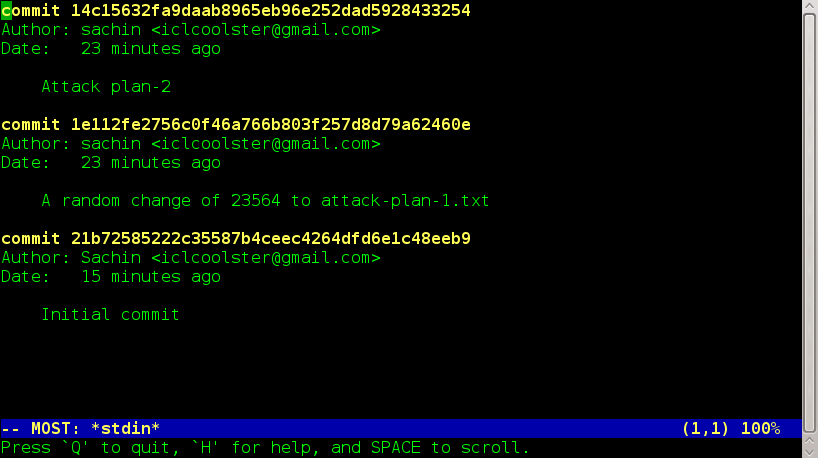 commit 14c15632fa9daab8965eb96e252dad5928433254
Author: sachin <iclcoolster@gmail.com>
Date:   23 minutes ago
Attack plan-2
commit 1e112fe2756c0f46a766b803f257d8d79a62460e
Author: sachin <iclcoolster@gmail.com>
Date:   23 minutes ago
A random change of 23564 to attack-plan-1.txt
commit 21b72585222c35587b4ceec4264dfd6e1c48eeb9
Author: Sachin <iclcoolster@gmail.com>
Date:   15 minutes ago
Initial commit
-- MOST: *stdin* (1,1) 100%
Press `Q' to quit, `H' for help, and SPACE to scroll.